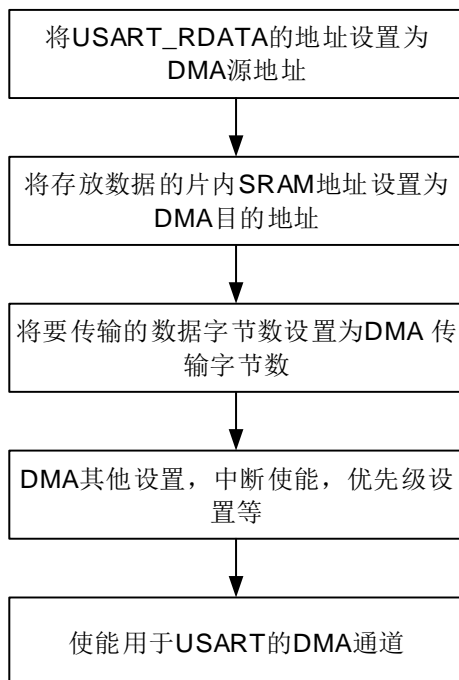 将USART_RDATA的地址设置为
DMA源地址
将存放数据的片内SRAM地址设置为
DMA目的地址
将要传输的数据字节数设置为DMA 传
输字节数
DMA其他设置，中断使能，优先级设
置等
使能用于USART的DMA通道